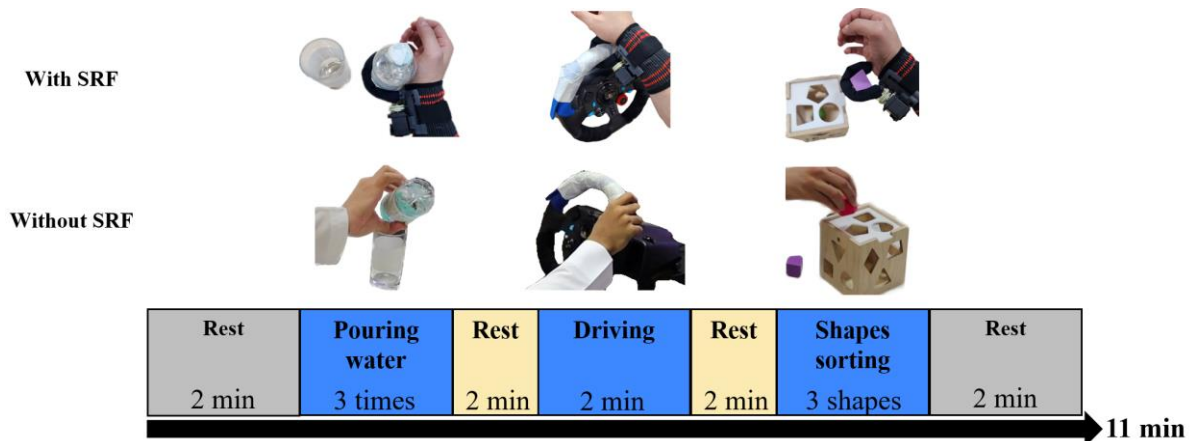 With SRF
Without SRF
Rest
2 min
Pouring
water
3 times
Rest
2 min
Driving
2 min
Rest
2 min
Shapes
sorting
3 shapes
Rest
2 min
11 min